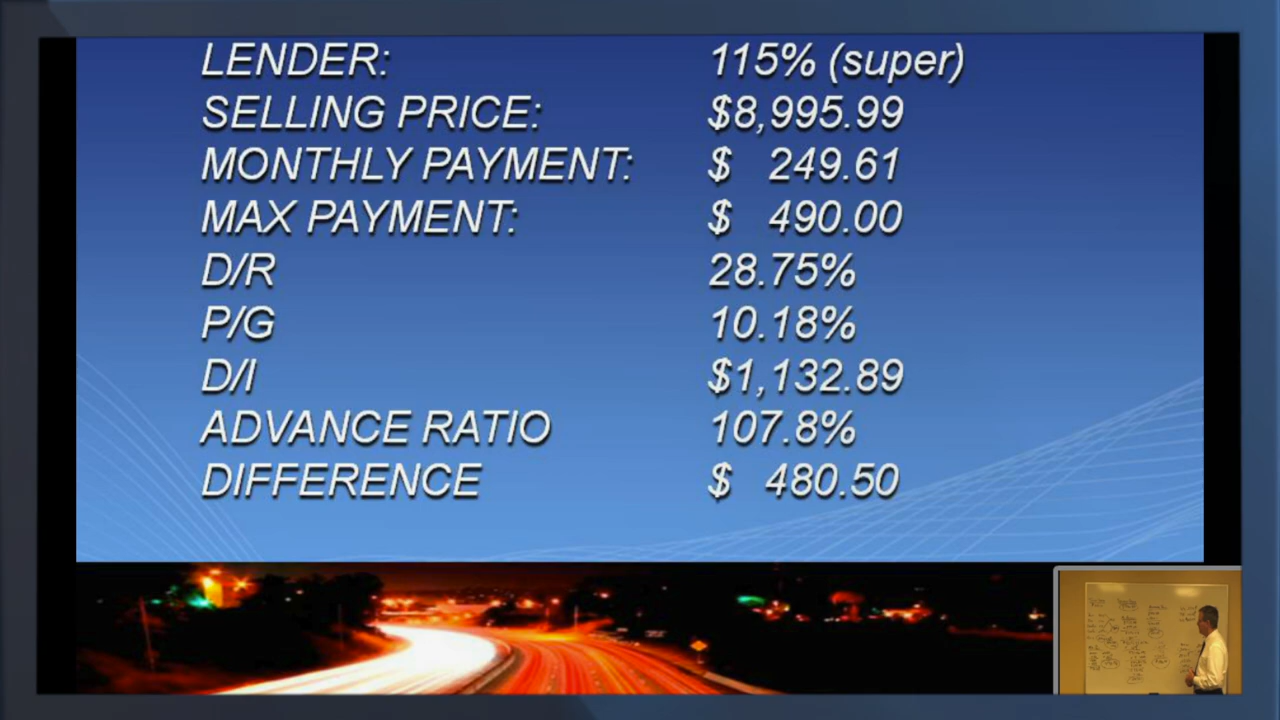 LENDER: 115% (super)
SELLING PRICE: $8,995.99
MONTHLY PAYMENT: $ 249.61
MAX PAYMENT: $ 490.00
D/R 28.75%
P/G 10.18%
D/I $1,132.89
ADVANCE RATIO 107.8%
DIFFERENCE $ 480.50